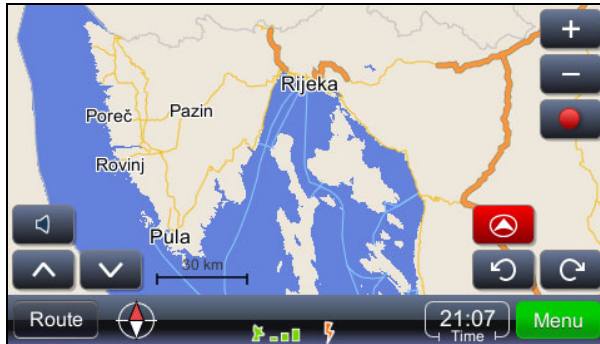 Rijeka
Poreč
Pazin
Rovinj
Pula
30 km
Route
21:07
Time
Menu